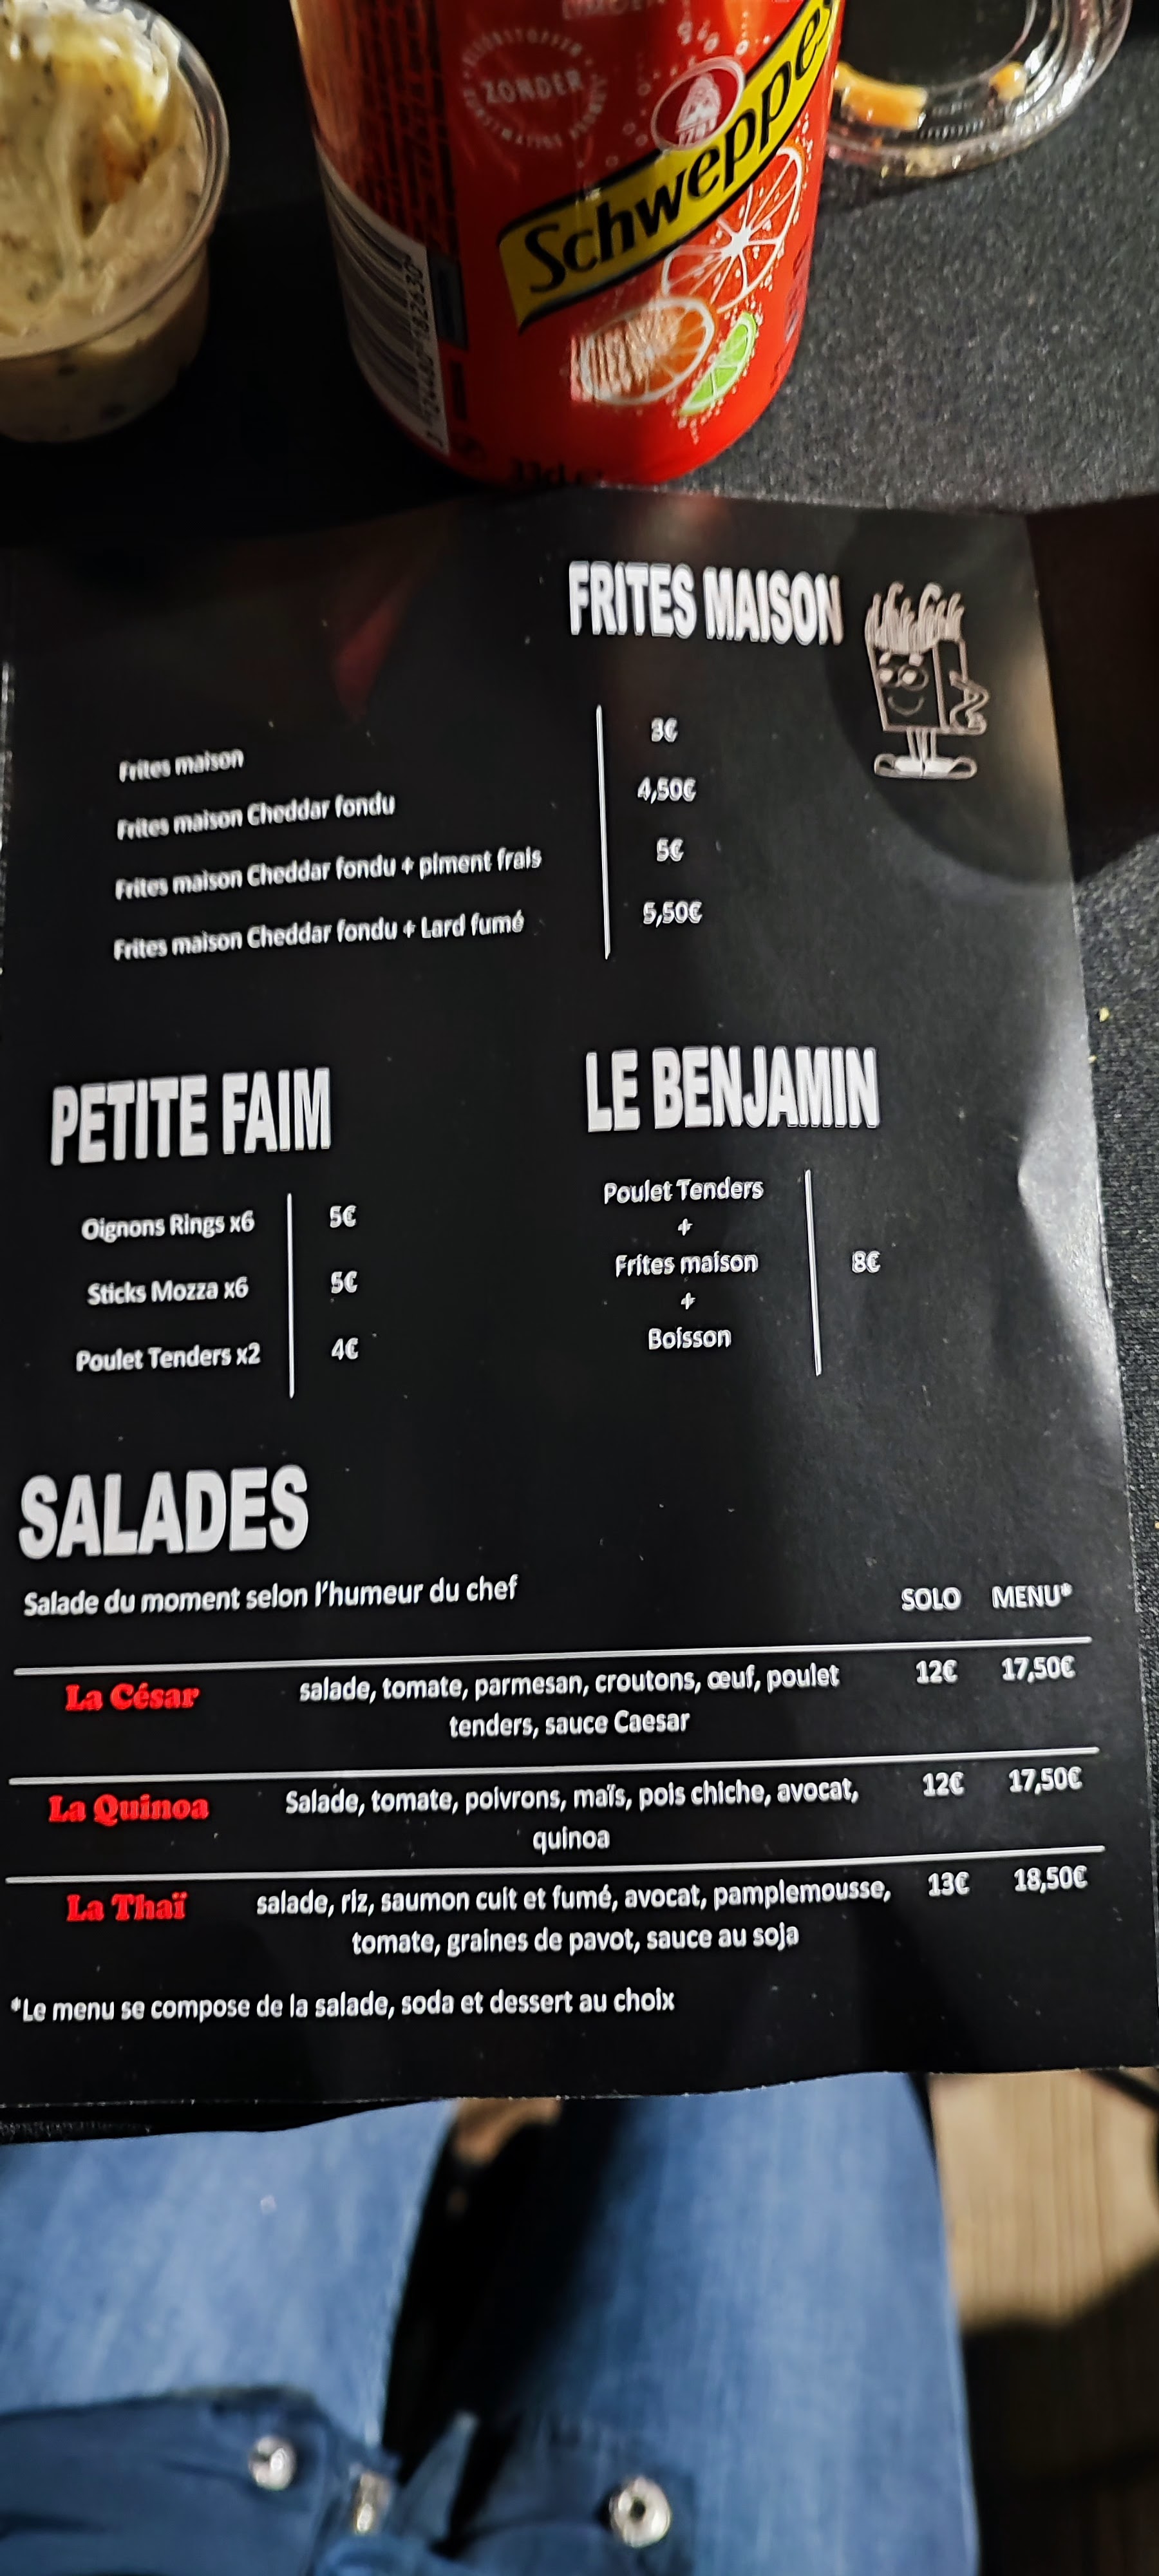 ZONDER
Schweppes
1783
33cl e
FRITES MAISON
Frites maison 3€
Frites maison Cheddar fondu 4,50€
Frites maison Cheddar fondu + piment frais 5€
Frites maison Cheddar fondu + Lard fumé 5,50€
PETITE FAIM
Oignons Rings x6 5€
Sticks Mozza x6 5€
Poulet Tenders x2 4€
LE BENJAMIN
Poulet Tenders
+
Frites maison 8€
+
Boisson
SALADES
Salade du moment selon l'humeur du chef
SOLO MENU*
La César salade, tomate, parmesan, croutons, œuf, poulet 12€ 17,50€
tenders, sauce Caesar
La Quinoa Salade, tomate, poivrons, maïs, pois chiche, avocat, 12€ 17,50€
quinoa
La Thaï salade, riz, saumon cuit et fumé, avocat, pamplemousse, 13€ 18,50€
tomate, graines de pavot, sauce au soja
*Le menu se compose de la salade, soda et dessert au choix